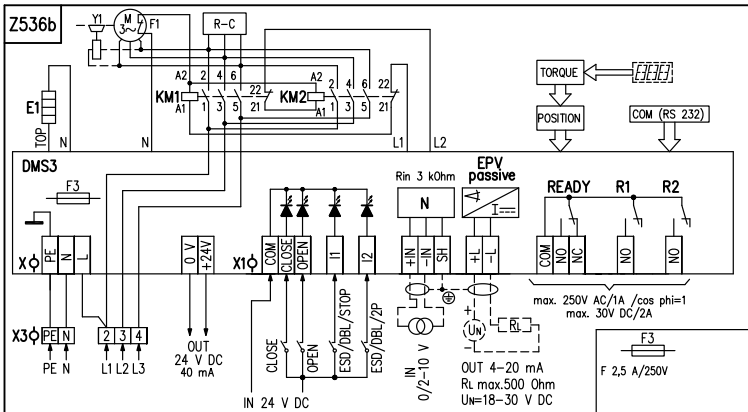 Z536b
Y1
M
3~
F1
R-C
A2 2 4 6 22
KM1
1 3 5 21
A1
A2 2 4 6 22
KM2
A1 1 3 5 21
TORQUE
POSITION
COM (RS 232)
E1
TOP
N
N
L1
L2
DMS3
F3
Rin 3 kOhm
N
EPV
passive
READY R1 R2
X
PE
N
L
0 V
+24V
X1
COM
CLOSE
OPEN
I1
I2
+IN
-IN
SH
+L
-L
COM
NO
NC
NO
NO
max. 250V AC/1A /cos phi=1
max. 30V DC/2A
X3
PE N
2 3 4
PE N L1 L2 L3
OUT
24 V DC
40 mA
CLOSE
OPEN
ESD/DBL/STOP
ESD/DBL/2P
IN 24 V DC
IN
0/2-10 V
+
UN
−
RL
OUT 4-20 mA
RL max.500 Ohm
UN=18-30 V DC
F3
F 2,5 A/250V